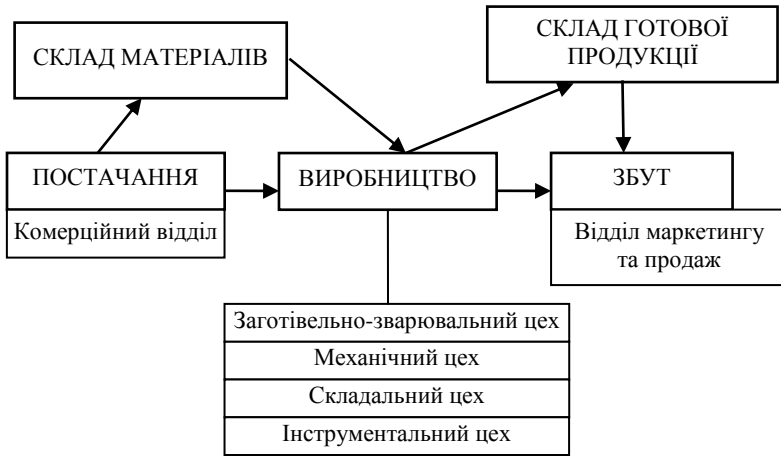 СКЛАД МАТЕРІАЛІВ
СКЛАД ГОТОВОЇ
ПРОДУКЦІЇ
ПОСТАЧАННЯ
ВИРОБНИЦТВО
ЗБУТ
Комерційний відділ
Відділ маркетингу
та продаж
Заготівельно-зварювальний цех
Механічний цех
Складальний цех
Інструментальний цех